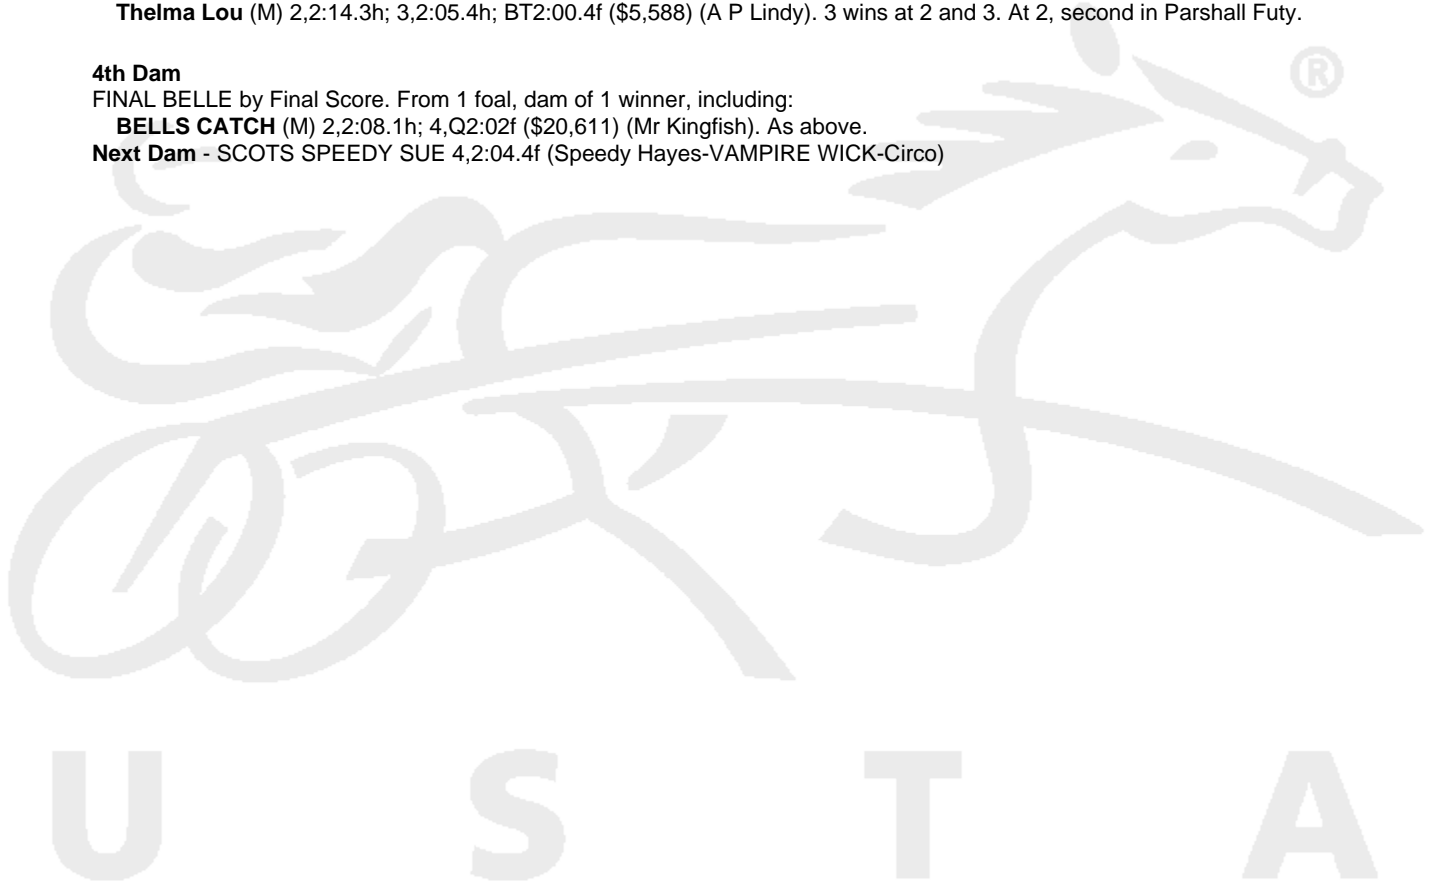 Thelma Lou (M) 2,2:14.3h; 3,2:05.4h; BT2:00.4f ($5,588) (A P Lindy). 3 wins at 2 and 3. At 2, second in Parshall Futy.
4th Dam
FINAL BELLE by Final Score. From 1 foal, dam of 1 winner, including:
BELLS CATCH (M) 2,2:08.1h; 4,Q2:02f ($20,611) (Mr Kingfish). As above.
Next Dam - SCOTS SPEEDY SUE 4,2:04.4f (Speedy Hayes-VAMPIRE WICK-Circo)
®
U S T A